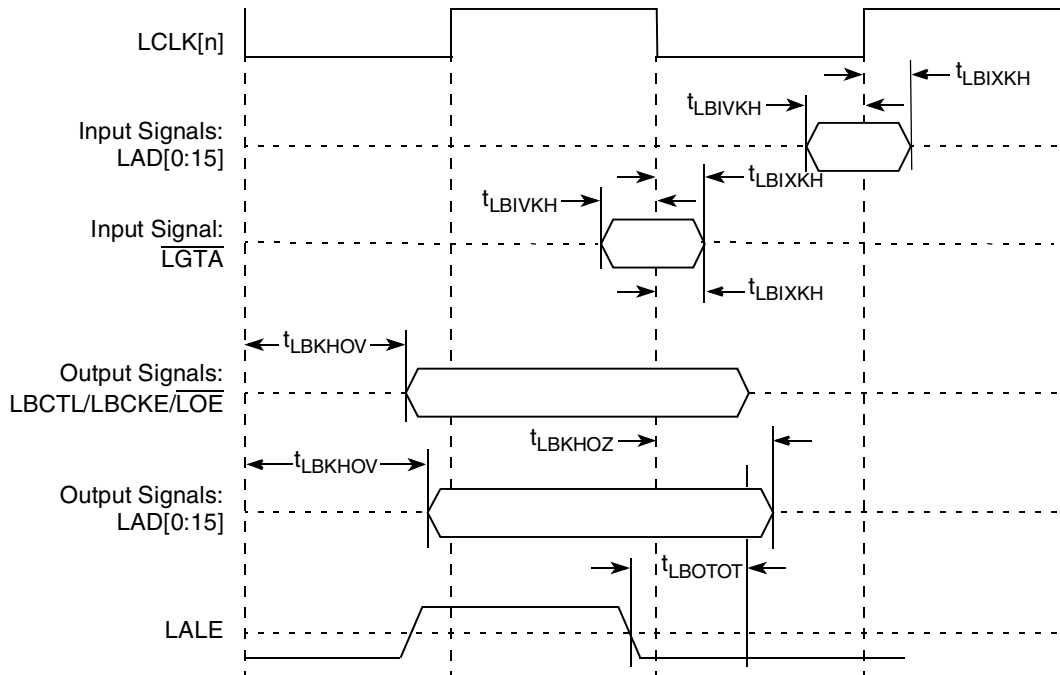 LCLK[n]
tLBIXKH
tLBIVKH
Input Signals:
LAD[0:15]
tLBIXKH
tLBIVKH
Input Signal:
LGTA
tLBIXKH
tLBKHOV
Output Signals:
LBCTL/LBCKE/LOE
tLBKHOZ
tLBKHOV
Output Signals:
LAD[0:15]
tLBOTOT
LALE